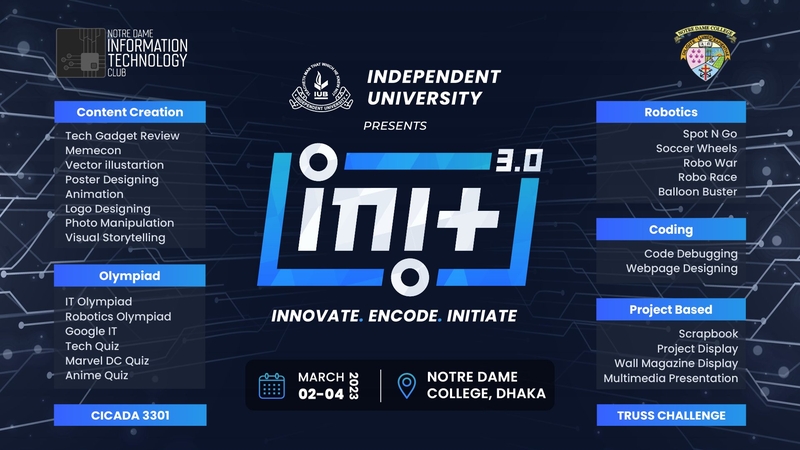 NOTRE DAME
INFORMATION
TECHNOLOGY
CLUB
NOTRE DAME COLLEGE
IUB
INDEPENDENT
UNIVERSITY
PRESENTS
init
3.0
INNOVATE. ENCODE. INITIATE
MARCH
02-04
2023
NOTRE DAME
COLLEGE, DHAKA
Content Creation
Tech Gadget Review
Memecon
Vector illustartion
Poster Designing
Animation
Logo Designing
Photo Manipulation
Visual Storytelling
Olympiad
IT Olympiad
Robotics Olympiad
Google IT
Tech Quiz
Marvel DC Quiz
Anime Quiz
CICADA 3301
Robotics
Spot N Go
Soccer Wheels
Robo War
Robo Race
Balloon Buster
Coding
Code Debugging
Webpage Designing
Project Based
Scrapbook
Project Display
Wall Magazine Display
Multimedia Presentation
TRUSS CHALLENGE